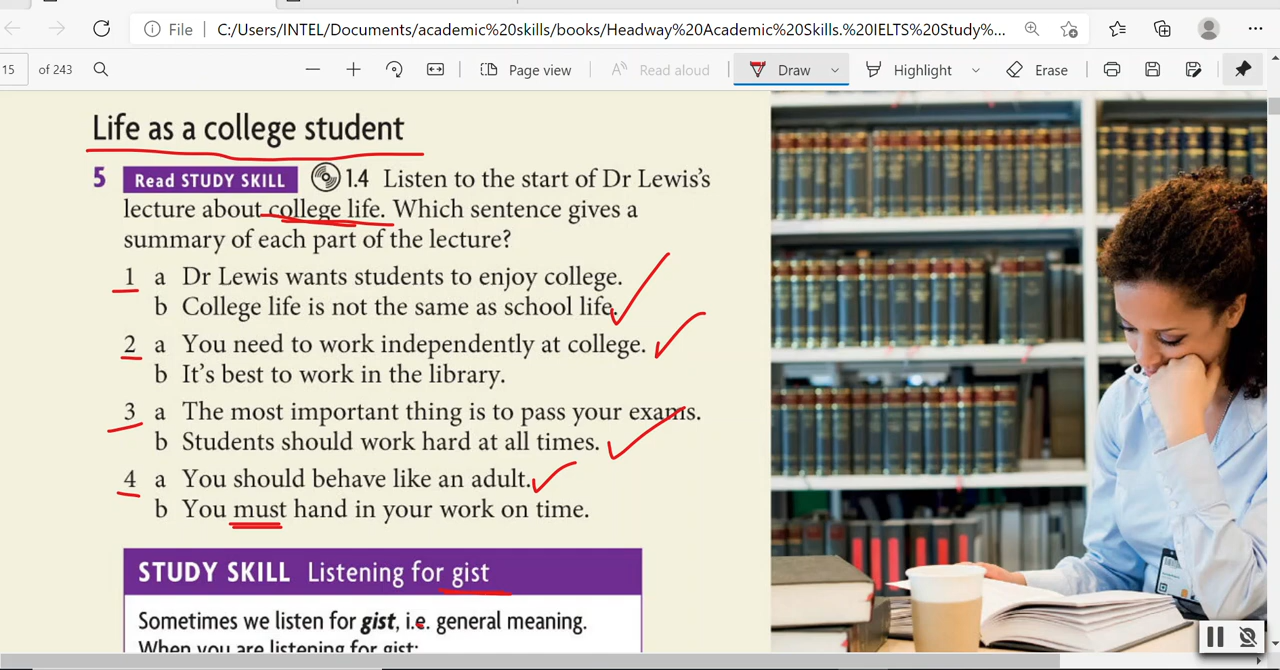 File C:/Users/INTEL/Documents/academic%20skills/books/Headway%20Academic%20Skills.%20IELTS%20Study%...
15 of 243 Page view Read aloud Draw Highlight Erase
Life as a college student
5 Read STUDY SKILL 1.4 Listen to the start of Dr Lewis's
lecture about college life. Which sentence gives a
summary of each part of the lecture?
1 a Dr Lewis wants students to enjoy college.
b College life is not the same as school life.
2 a You need to work independently at college.
b It's best to work in the library.
3 a The most important thing is to pass your exams.
b Students should work hard at all times.
4 a You should behave like an adult.
b You must hand in your work on time.
STUDY SKILL Listening for gist
Sometimes we listen for gist, i.e. general meaning.
When you are listening for gist: